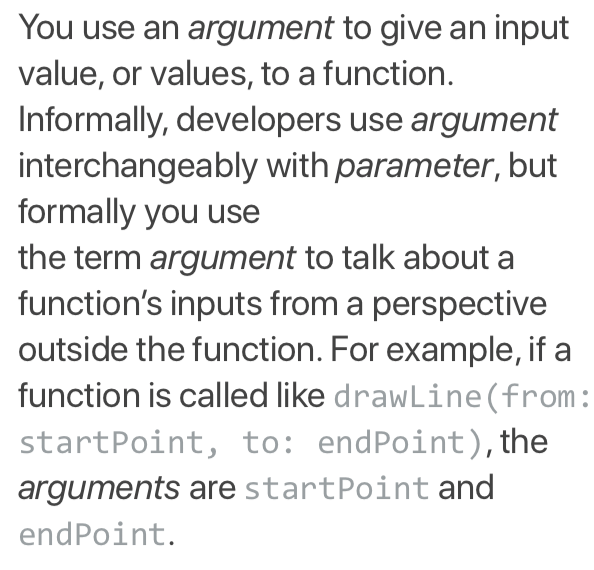 You use an argument to give an input
value, or values, to a function.
Informally, developers use argument
interchangeably with parameter, but
formally you use
the term argument to talk about a
function’s inputs from a perspective
outside the function. For example, if a
function is called like drawLine(from:
startPoint, to: endPoint), the
arguments are startPoint and
endPoint.